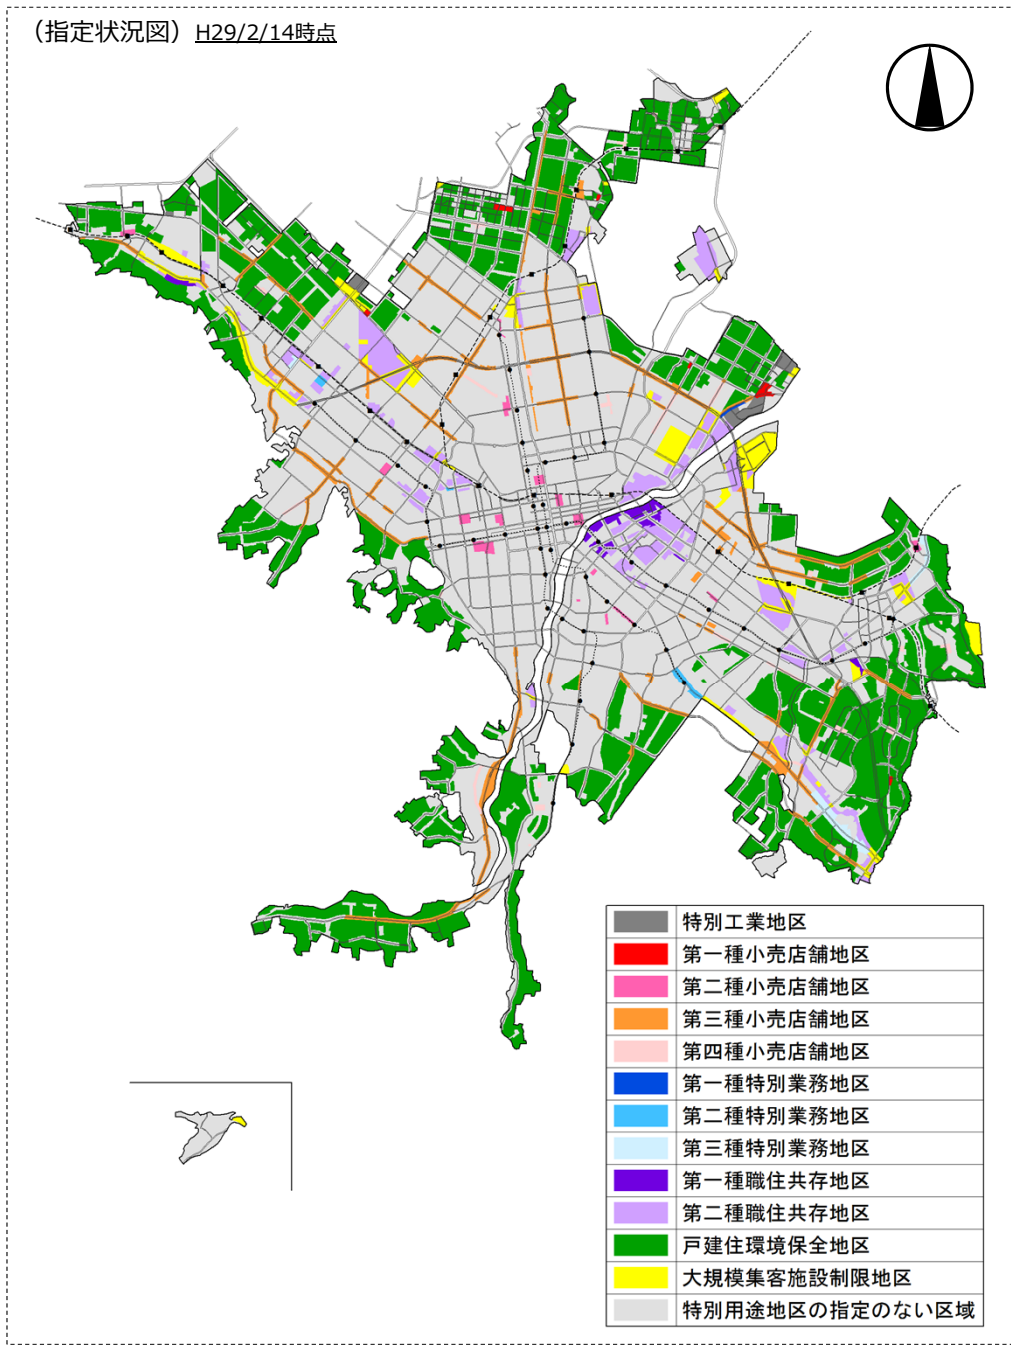 （指定状況図）H29/2/14時点
特別工業地区
第一種小売店舗地区
第二種小売店舗地区
第三種小売店舗地区
第四種小売店舗地区
第一種特別業務地区
第二種特別業務地区
第三種特別業務地区
第一種職住共存地区
第二種職住共存地区
戸建住環境保全地区
大規模集客施設制限地区
特別用途地区の指定のない区域